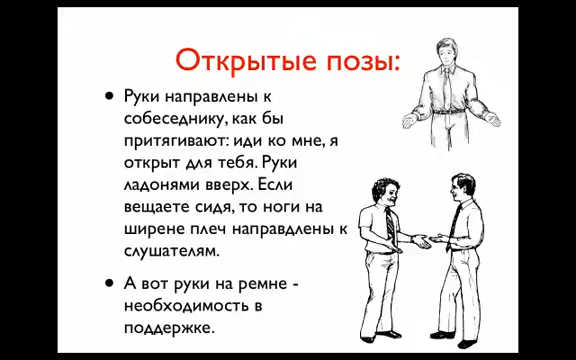 Открытые позы:
• Руки направлены к
собеседнику, как бы
притягивают: иди ко мне, я
открыт для тебя. Руки
ладонями вверх. Если
вещаете сидя, то ноги на
ширене плеч направдлены к
слушателям.
• А вот руки на ремне -
необходимость в
поддержке.